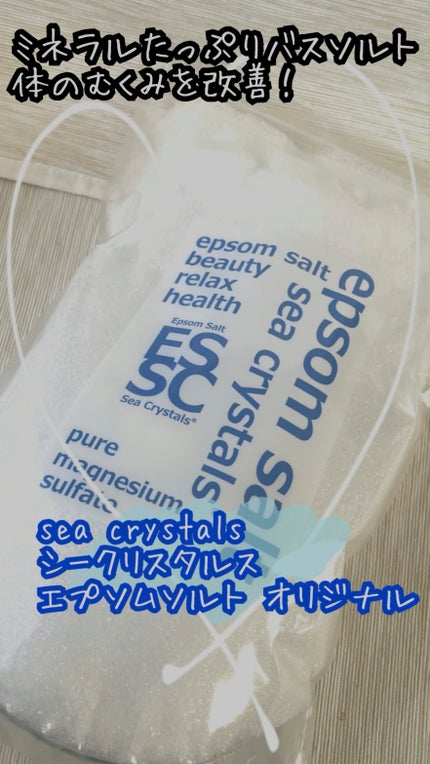 ミネラルたっぷりバスソルト
体のむくみを改善！
epsom salt
beauty
relax
health
epsom salt
sea crystals
Epsom Salt
ES
SC
Sea Crystals®
pure
magnesium
sulfate
sea crystals
シークリスタルス
エプソムソルト オリジナル